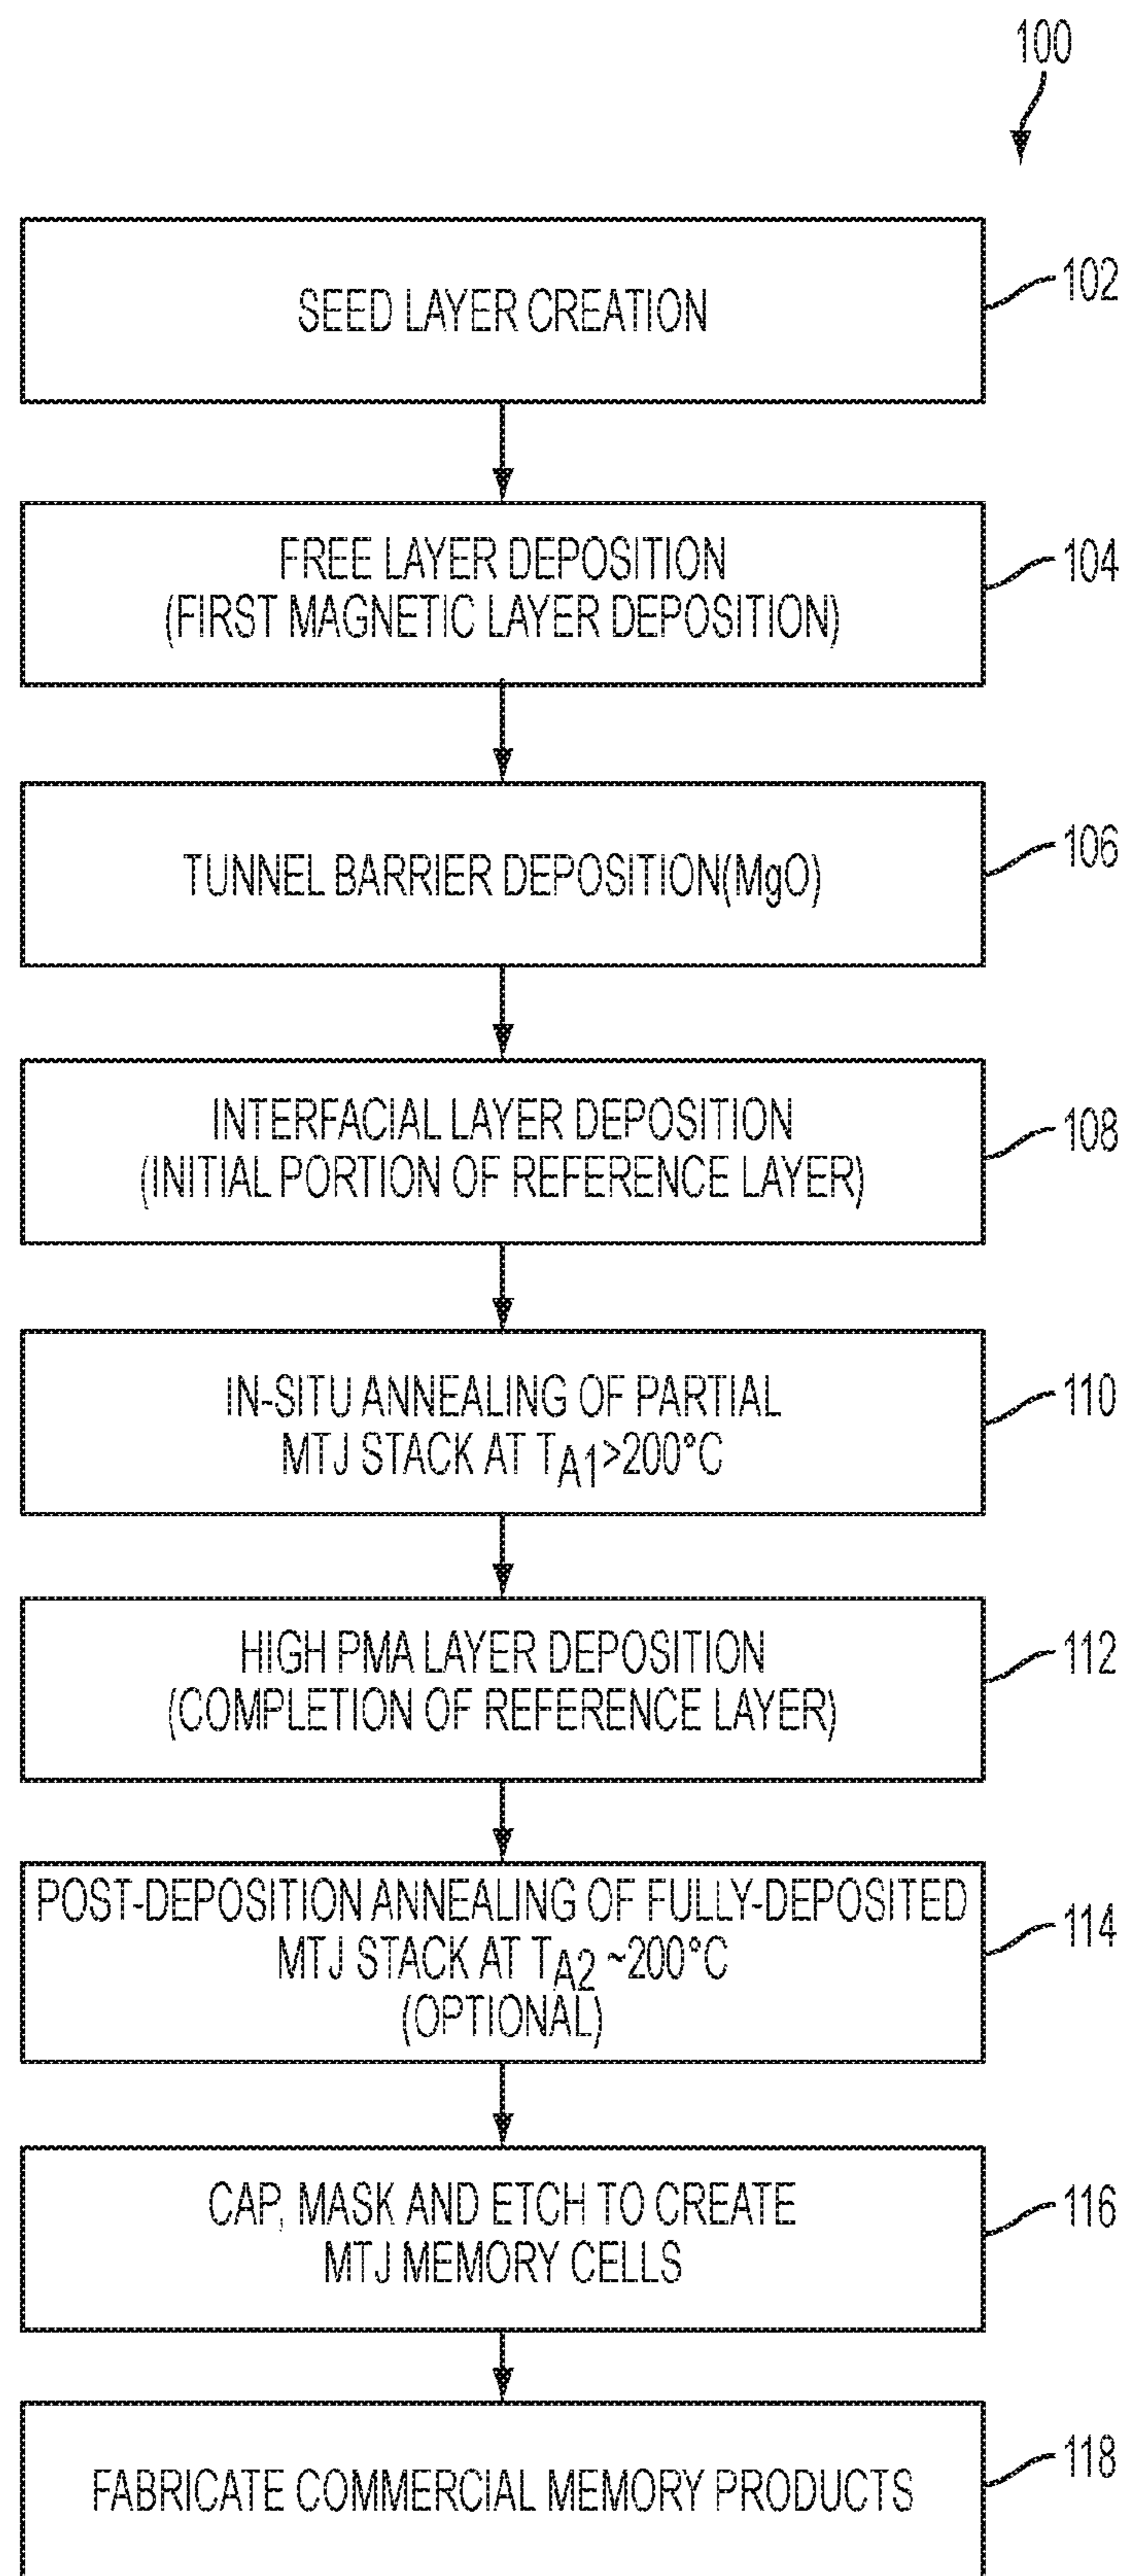 100
SEED LAYER CREATION
102
FREE LAYER DEPOSITION
(FIRST MAGNETIC LAYER DEPOSITION)
104
TUNNEL BARRIER DEPOSITION(MgO)
106
INTERFACIAL LAYER DEPOSITION
(INITIAL PORTION OF REFERENCE LAYER)
108
IN-SITU ANNEALING OF PARTIAL
MTJ STACK AT TA1>200°C
110
HIGH PMA LAYER DEPOSITION
(COMPLETION OF REFERENCE LAYER)
112
POST-DEPOSITION ANNEALING OF FULLY-DEPOSITED
MTJ STACK AT TA2 ~200°C
(OPTIONAL)
114
CAP, MASK AND ETCH TO CREATE
MTJ MEMORY CELLS
116
FABRICATE COMMERCIAL MEMORY PRODUCTS
118